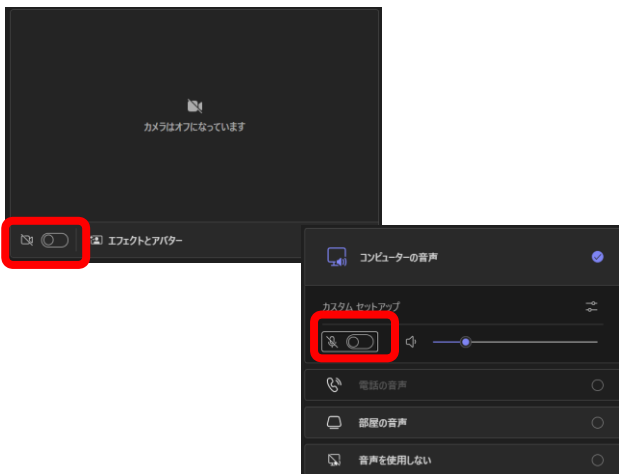 カメラはオフになっています
エフェクトとアバター
コンピューターの音声
カスタム セットアップ
電話の音声
部屋の音声
音声を使用しない